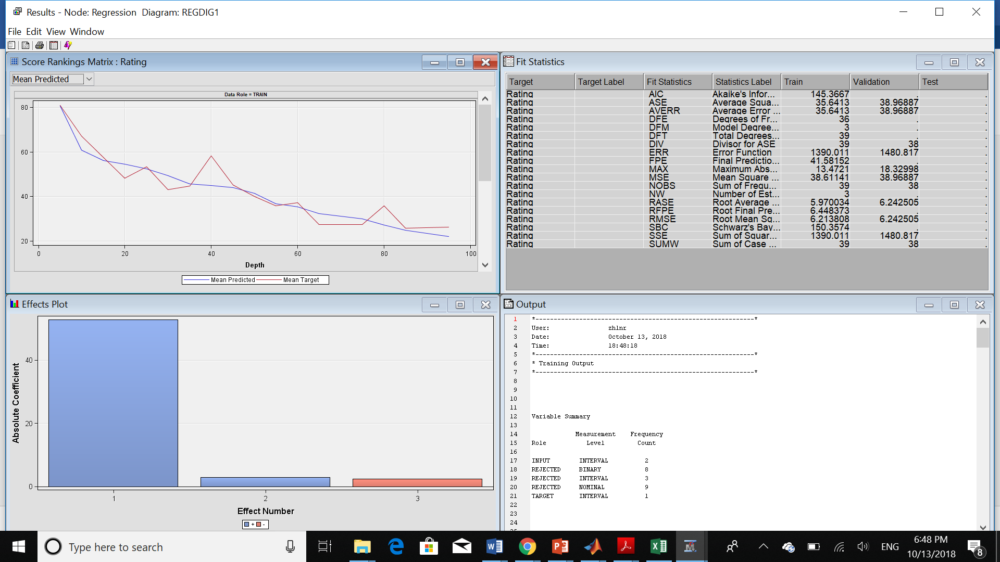 Results - Node: Regression  Diagram: REGDIG1
File Edit View Window
Score Rankings Matrix : Rating
Mean Predicted
Data Role = TRAIN
80
60
40
20
0 20 40 60 80 100
Depth
Mean Predicted Mean Target
Fit Statistics
Target Target Label Fit Statistics Statistics Label Train Validation Test
Rating AIC Akaike's Infor... 145.3667 . .
Rating ASE Average Squa... 35.6413 38.96887 .
Rating AVERR Average Error ... 35.6413 38.96887 .
Rating DFE Degrees of Fr... 36 . .
Rating DFM Model Degree... 3 . .
Rating DFT Total Degrees... 39 . .
Rating DIV Divisor for ASE 39 38 .
Rating ERR Error Function 1390.011 1480.817 .
Rating FPE Final Predictio... 41.58152 . .
Rating MAX Maximum Abs... 13.4721 18.32998 .
Rating MSE Mean Square ... 38.61141 38.96887 .
Rating NOBS Sum of Frequ... 39 38 .
Rating NW Number of Est... 3 . .
Rating RASE Root Average ... 5.970034 6.242505 .
Rating RFPE Root Final Pre... 6.448373 . .
Rating RMSE Root Mean Sq... 6.213808 6.242505 .
Rating SBC Schwarz's Bay... 150.3574 . .
Rating SSE Sum of Squar... 1390.011 1480.817 .
Rating SUMW Sum of Case ... 39 38 .
Effects Plot
Absolute Coefficient
40
20
0
1 2 3
Effect Number
+ -
Output
1 *------------------------------------------------------------*
2 User: zhlnr
3 Date: October 13, 2018
4 Time: 18:48:18
5 *------------------------------------------------------------*
6 * Training Output
7 *------------------------------------------------------------*
8
9
10
11
12 Variable Summary
13
14 Measurement Frequency
15 Role Level Count
16
17 INPUT INTERVAL 2
18 REJECTED BINARY 8
19 REJECTED INTERVAL 3
20 REJECTED NOMINAL 9
21 TARGET INTERVAL 1
22
23
24
25
Type here to search
ENG
6:48 PM
10/13/2018
8